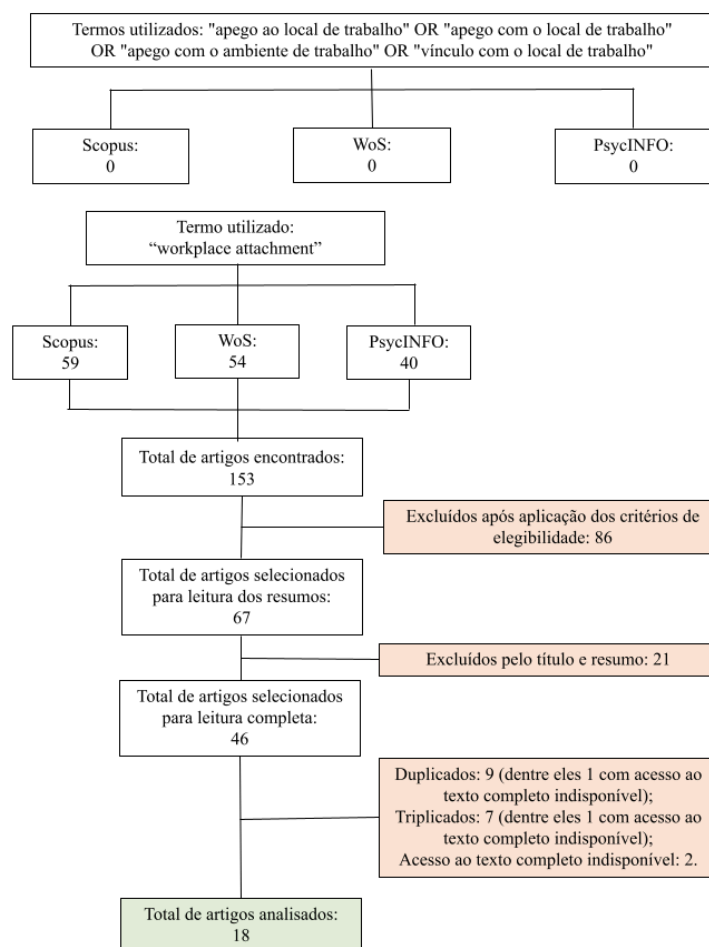 Termos utilizados: "apego ao local de trabalho" OR "apego com o local de trabalho"
OR "apego com o ambiente de trabalho" OR "vínculo com o local de trabalho"
Scopus:
0
WoS:
0
PsycINFO:
0
Termo utilizado:
“workplace attachment”
Scopus:
59
WoS:
54
PsycINFO:
40
Total de artigos encontrados:
153
Excluídos após aplicação dos critérios de
elegibilidade: 86
Total de artigos selecionados
para leitura dos resumos:
67
Excluídos pelo título e resumo: 21
Total de artigos selecionados
para leitura completa:
46
Duplicados: 9 (dentre eles 1 com acesso ao
texto completo indisponível);
Triplicados: 7 (dentre eles 1 com acesso ao
texto completo indisponível);
Acesso ao texto completo indisponível: 2.
Total de artigos analisados:
18